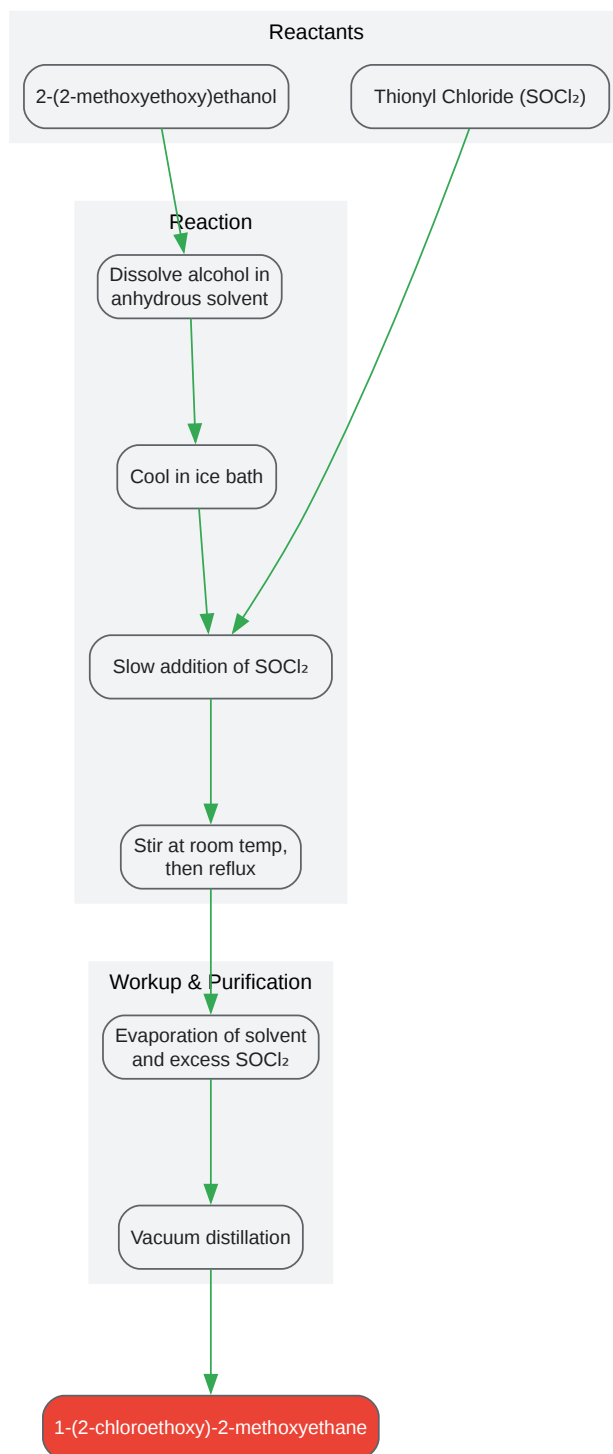 Reactants
2-(2-methoxyethoxy)ethanol
Thionyl Chloride (SOCl₂)
Reaction
Dissolve alcohol in
anhydrous solvent
Cool in ice bath
Slow addition of SOCl₂
Stir at room temp,
then reflux
Workup & Purification
Evaporation of solvent
and excess SOCl₂
Vacuum distillation
1-(2-chloroethoxy)-2-methoxyethane